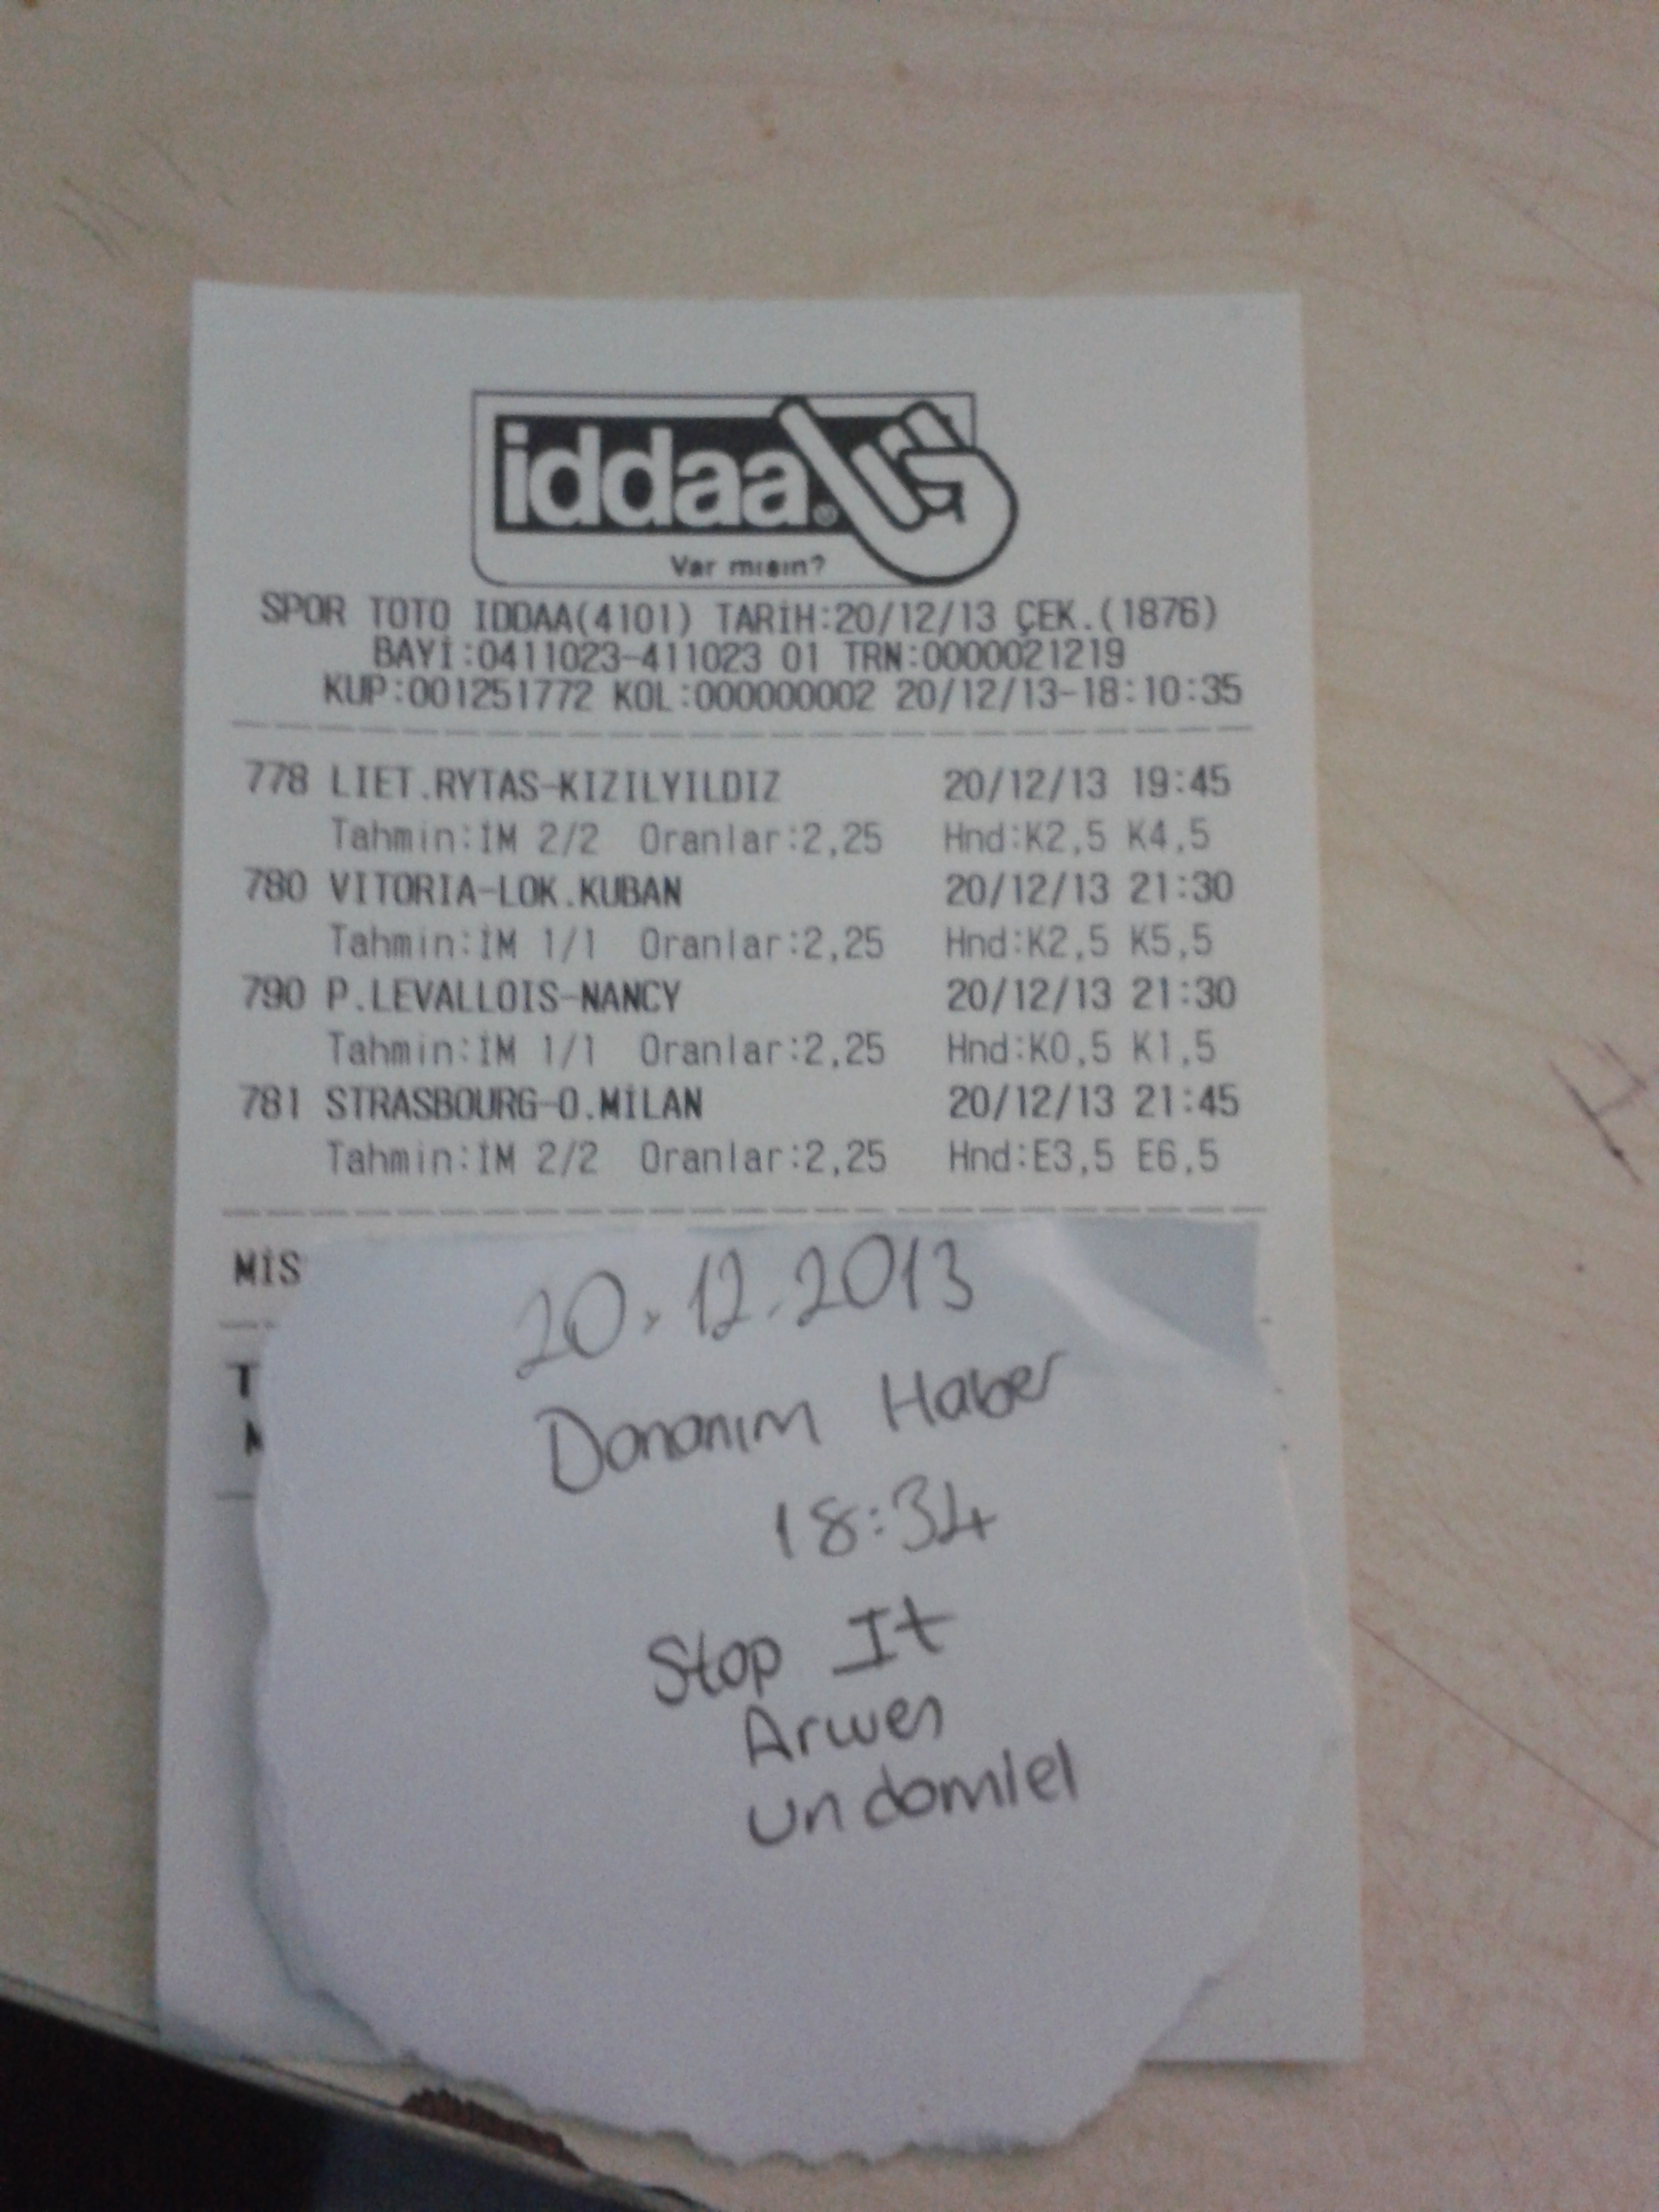 iddaa.
Var mısın?
SPOR TOTO IDDAA(4101) TARİH:20/12/13 ÇEK.(1876)
BAYİ:0411023-411023 01 TRN:0000021219
KUP:001251772 KOL:000000002 20/12/13-18:10:35
778 LIET.RYTAS-KIZILYILDIZ 20/12/13 19:45
Tahmin:İM 2/2 Oranlar:2,25 Hnd:K2,5 K4,5
780 VITORIA-LOK.KUBAN 20/12/13 21:30
Tahmin:İM 1/1 Oranlar:2,25 Hnd:K2,5 K5,5
790 P.LEVALLOIS-NANCY 20/12/13 21:30
Tahmin:İM 1/1 Oranlar:2,25 Hnd:K0,5 K1,5
781 STRASBOURG-O.MİLAN 20/12/13 21:45
Tahmin:İM 2/2 Oranlar:2,25 Hnd:E3,5 E6,5
MİS
T
20.12.2013
Donanım Haber
18:34
Stop It
Arwen
undomiel